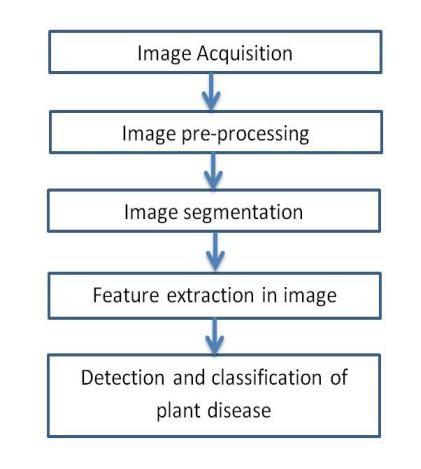 Image Acquisition
Image pre-processing
Image segmentation
Feature extraction in image
Detection and classification of
plant disease